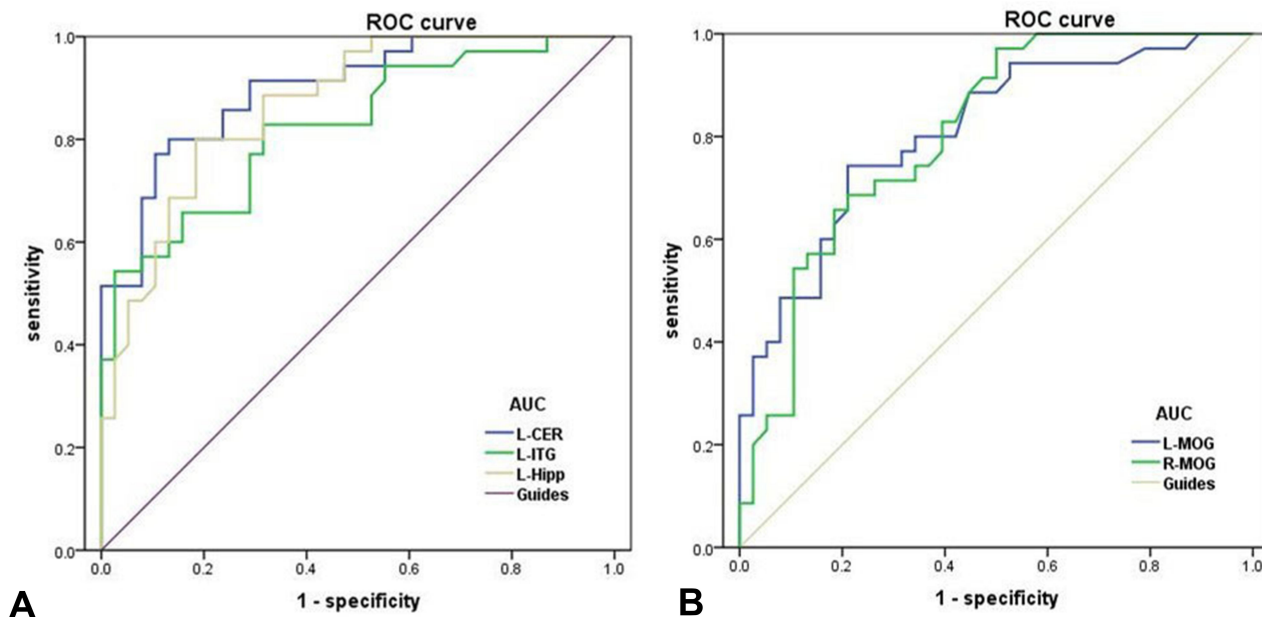 ROC curve
1.0
0.8
0.6
0.4
0.2
0.0
sensitivity
AUC
L-CER
L-ITG
L-Hipp
Guides
0.0 0.2 0.4 0.6 0.8 1.0
1 - specificity
A
ROC curve
1.0
0.8
0.6
0.4
0.2
0.0
sensitivity
AUC
L-MOG
R-MOG
Guides
0.0 0.2 0.4 0.6 0.8 1.0
1 - specificity
B